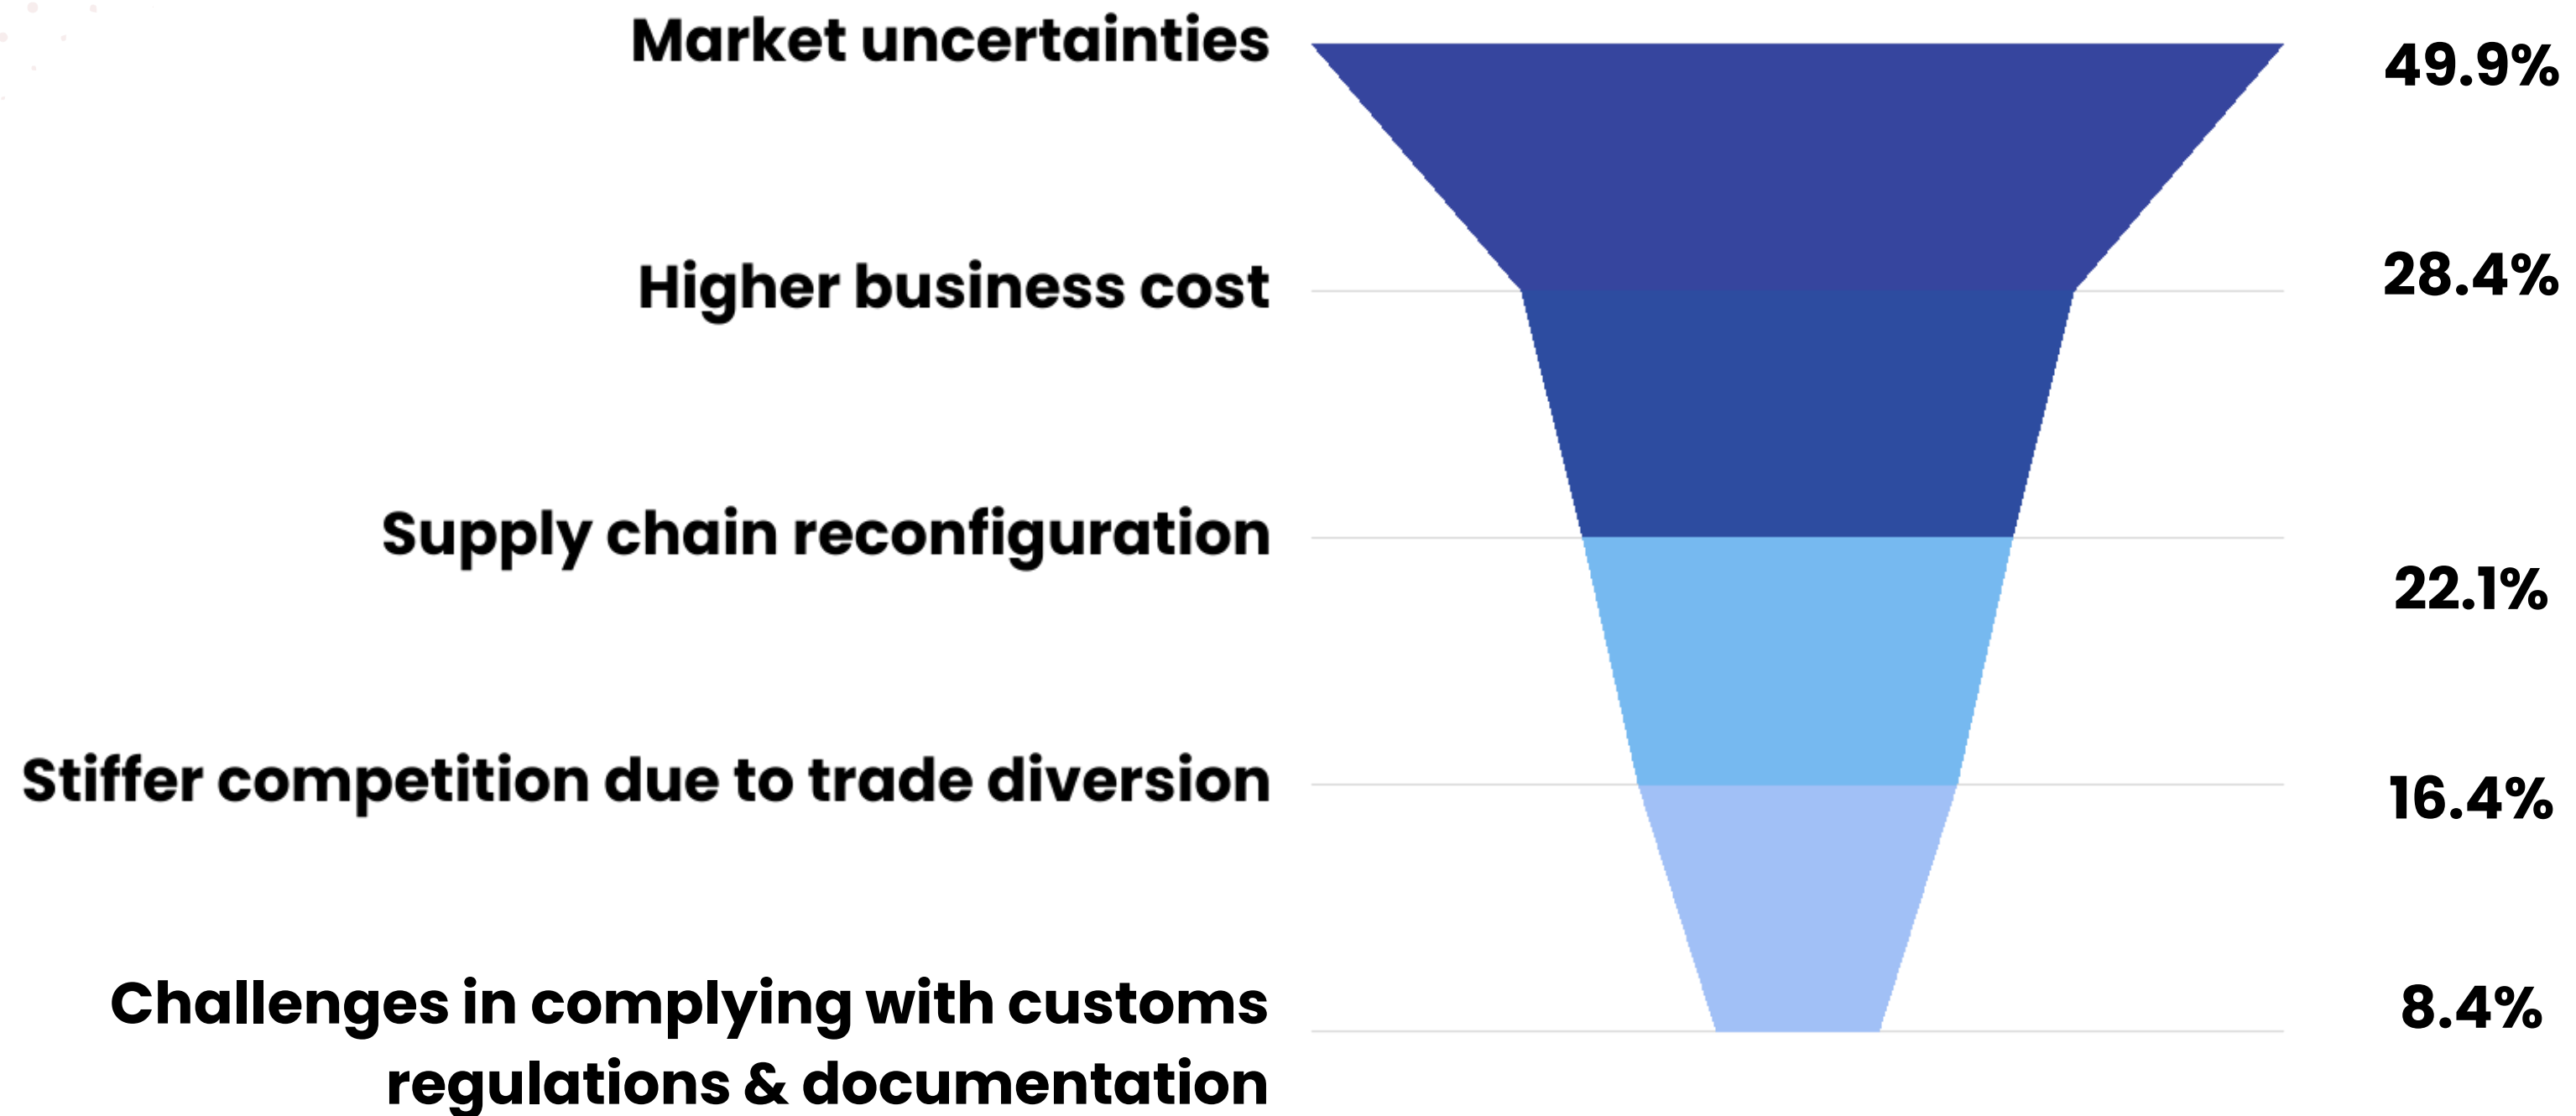 Market uncertainties
49.9%
Higher business cost
28.4%
Supply chain reconfiguration
22.1%
Stiffer competition due to trade diversion
16.4%
Challenges in complying with customs
regulations & documentation
8.4%